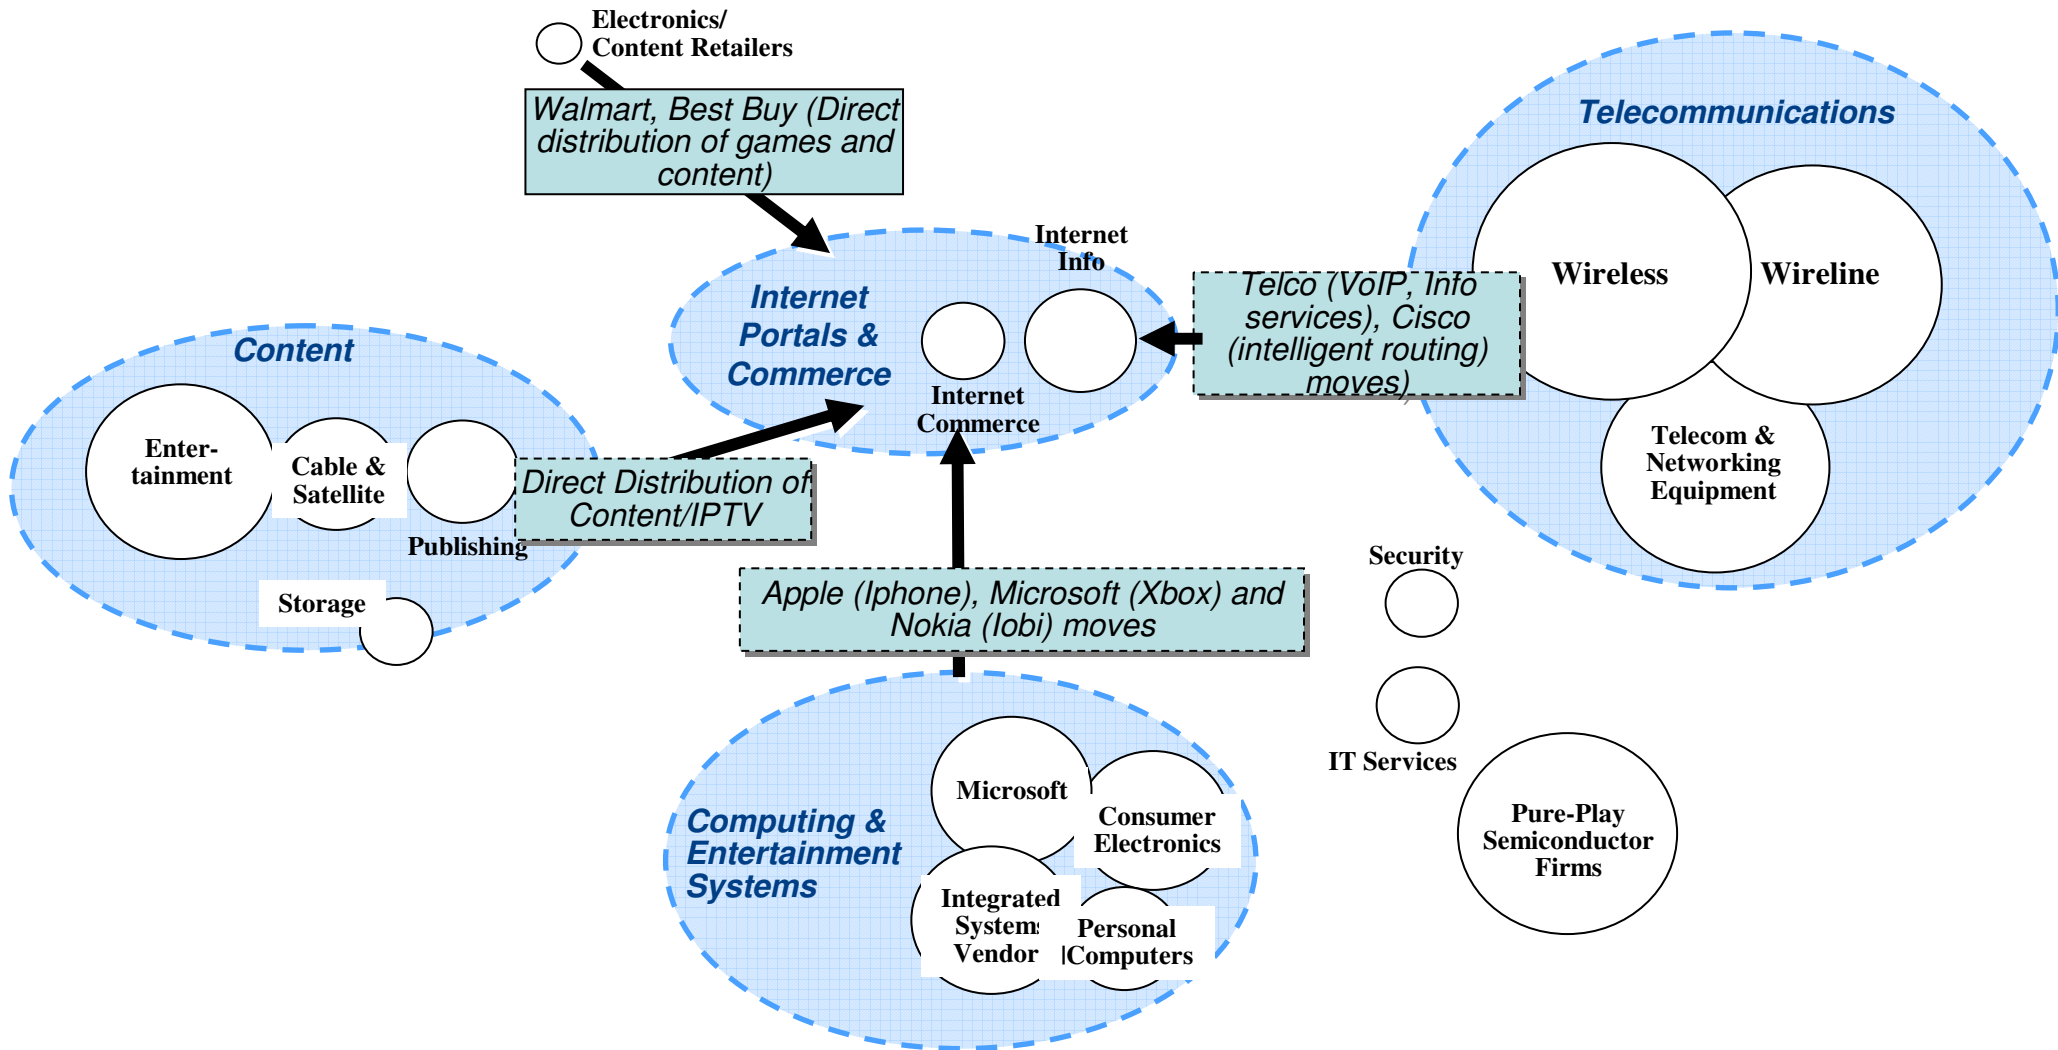 Electronics/
Content Retailers
Walmart, Best Buy (Direct
distribution of games and
content)
Telecommunications
Wireless
Wireline
Telecom &
Networking
Equipment
Internet
Info
Internet
Portals &
Commerce
Internet
Commerce
Telco (VoIP, Info
services), Cisco
(intelligent routing)
moves)
Content
Enter-
tainment
Cable &
Satellite
Publishing
Storage
Direct Distribution of
Content/IPTV
Apple (Iphone), Microsoft (Xbox) and
Nokia (Iobi) moves
Security
IT Services
Pure-Play
Semiconductor
Firms
Computing &
Entertainment
Systems
Microsoft
Consumer
Electronics
Integrated
Systems
Vendor
Personal
Computers